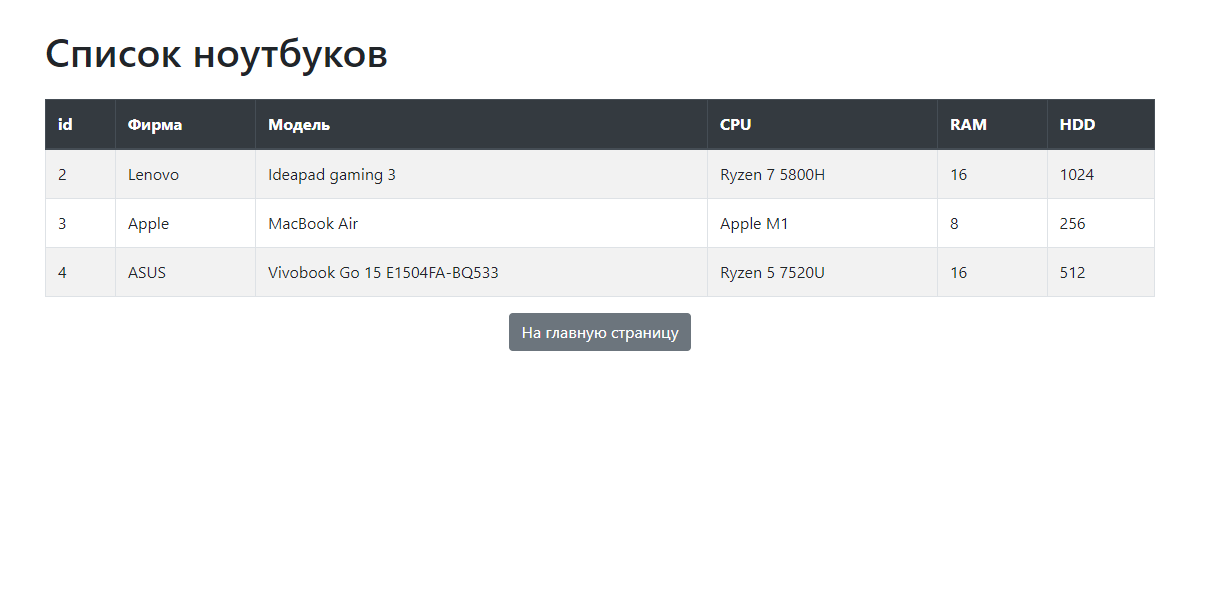 Список ноутбуков
id Фирма Модель CPU RAM HDD
2 Lenovo Ideapad gaming 3 Ryzen 7 5800H 16 1024
3 Apple MacBook Air Apple M1 8 256
4 ASUS Vivobook Go 15 E1504FA-BQ533 Ryzen 5 7520U 16 512
На главную страницу